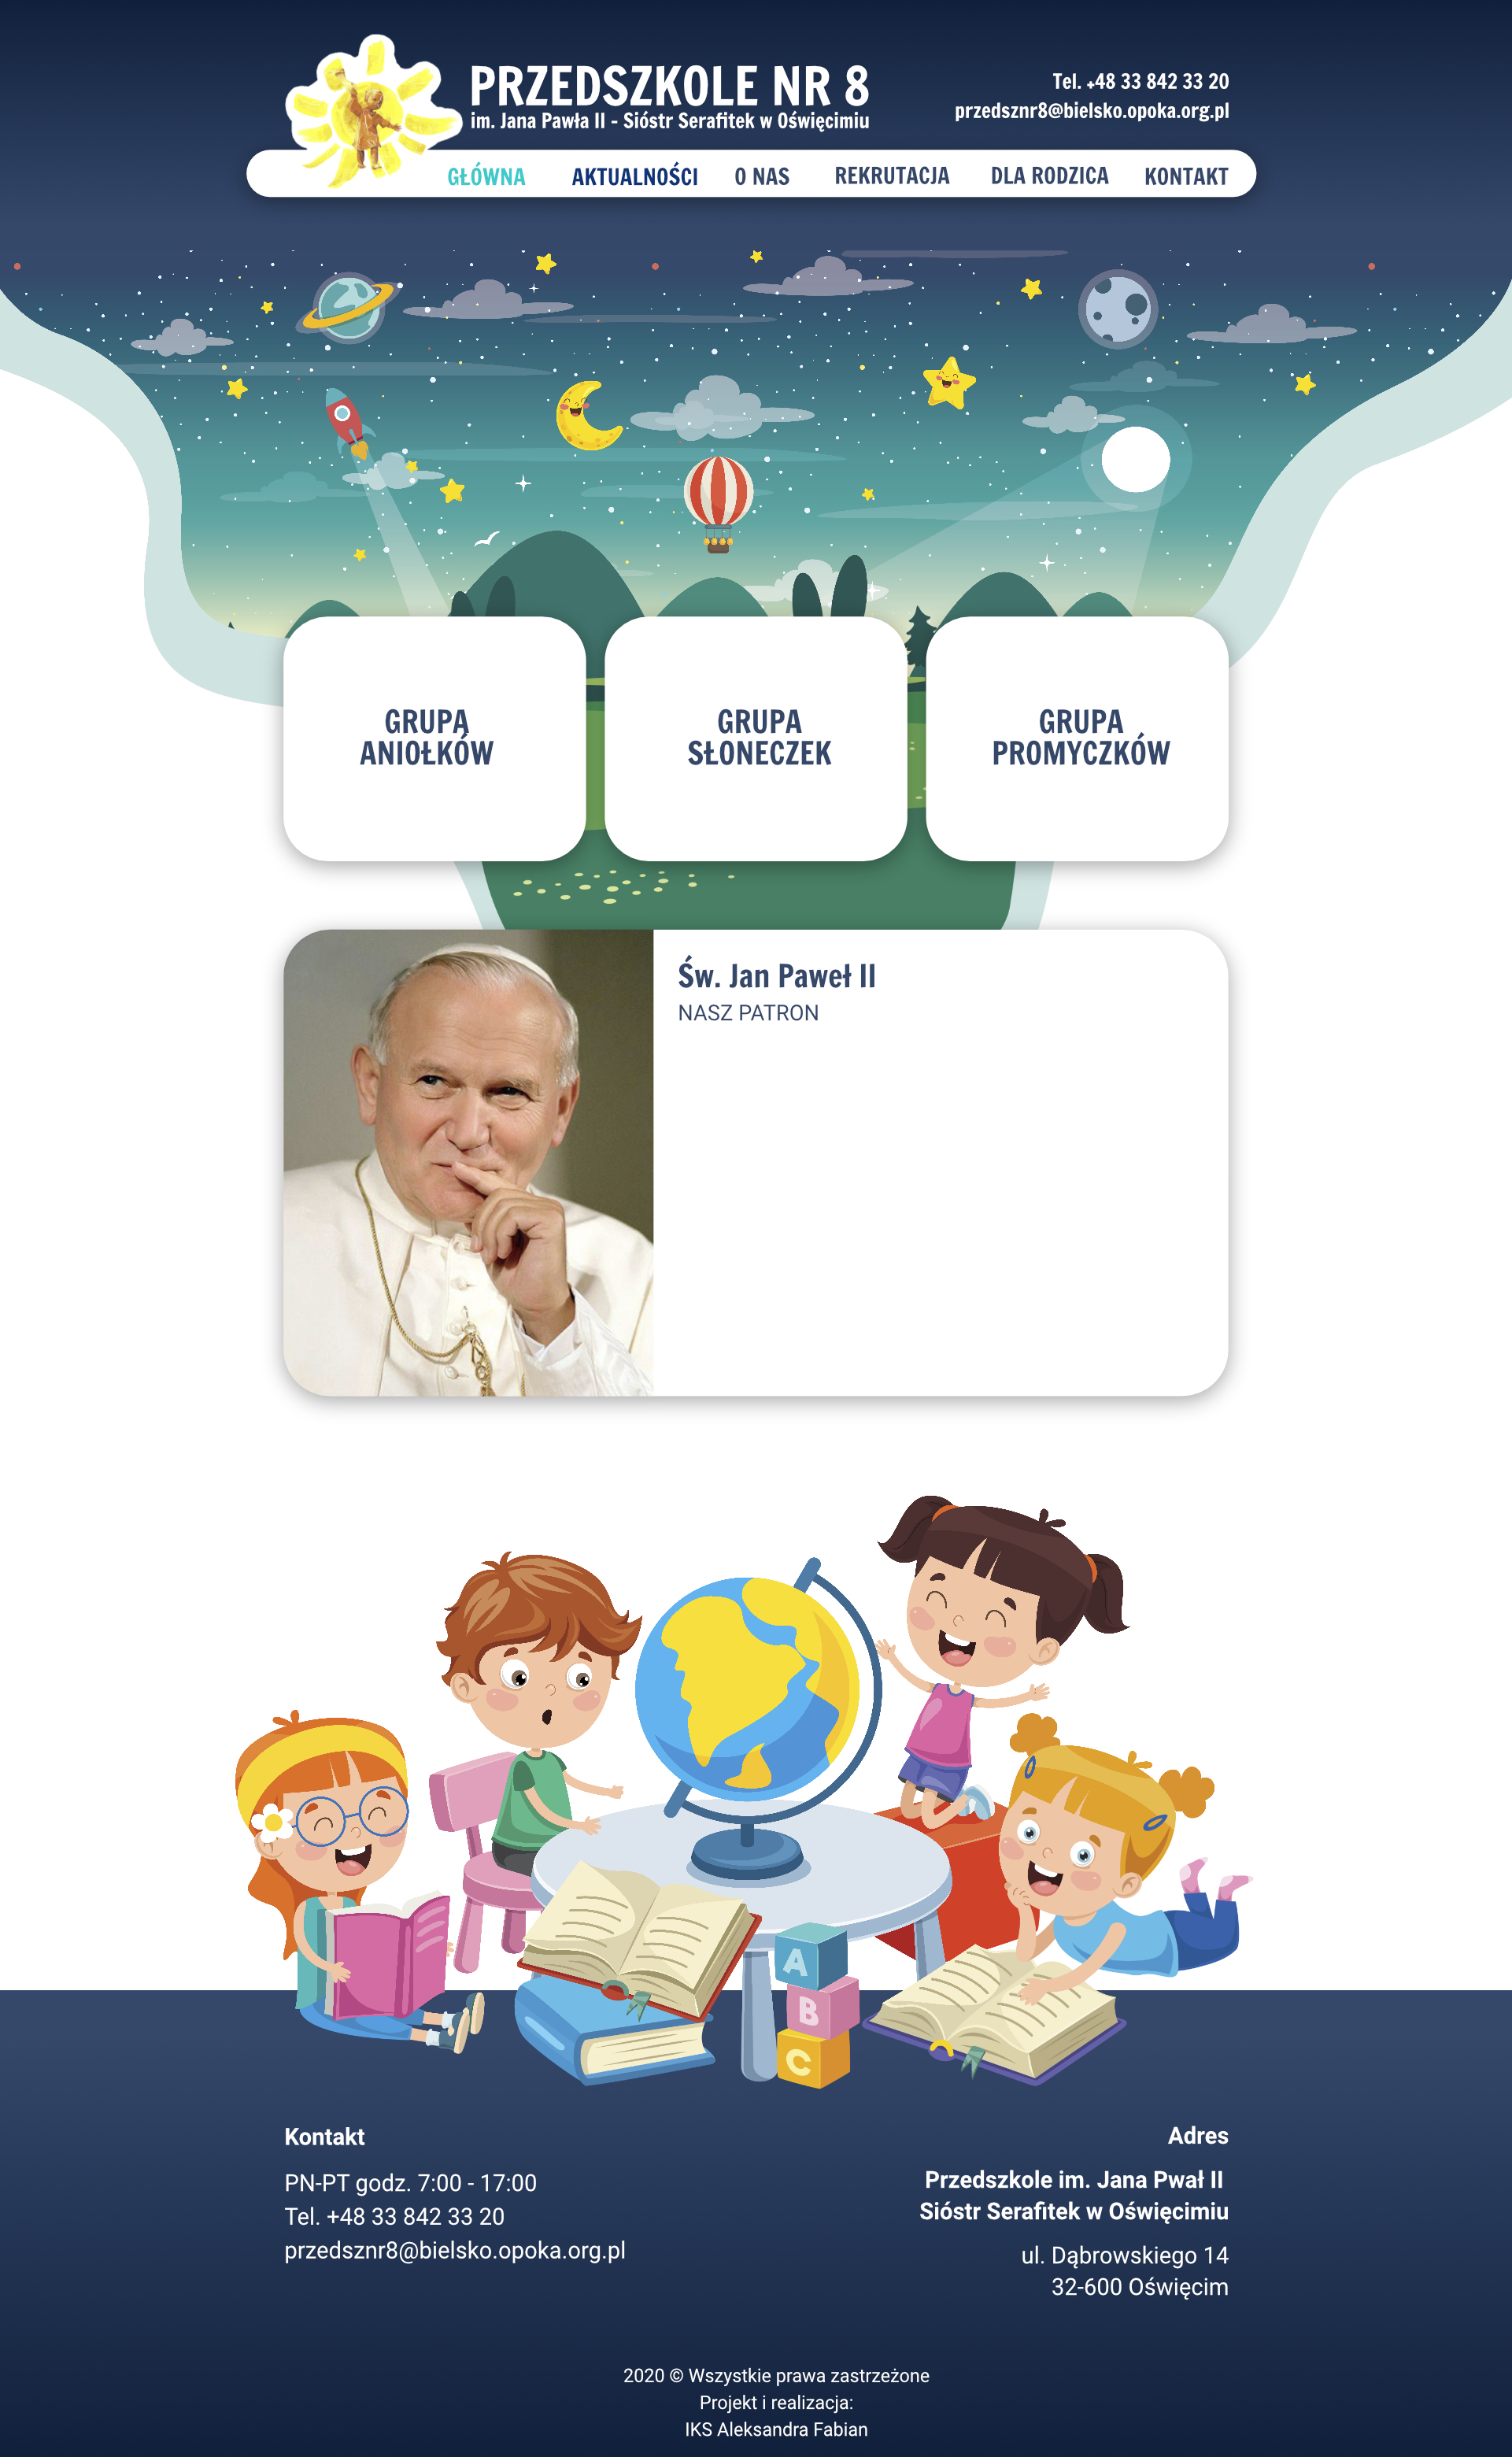 PRZEDSZKOLE NR 8
im. Jana Pawła II - Sióstr Serafitek w Oświęcimiu
Tel. +48 33 842 33 20
przedsznr8@bielsko.opoka.org.pl
GŁÓWNA AKTUALNOŚCI O NAS REKRUTACJA DLA RODZICA KONTAKT
GRUPA
ANIOŁKÓW
GRUPA
SŁONECZEK
GRUPA
PROMYCZKÓW
Św. Jan Paweł II
NASZ PATRON
A
B
C
Kontakt
PN-PT godz. 7:00 - 17:00
Tel. +48 33 842 33 20
przedsznr8@bielsko.opoka.org.pl
Adres
Przedszkole im. Jana Pwał II
Sióstr Serafitek w Oświęcimiu
ul. Dąbrowskiego 14
32-600 Oświęcim
2020 © Wszystkie prawa zastrzeżone
Projekt i realizacja:
IKS Aleksandra Fabian